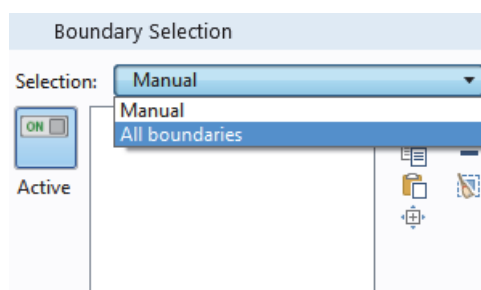 Boundary Selection
Selection: Manual
Manual
ON
All boundaries
Active